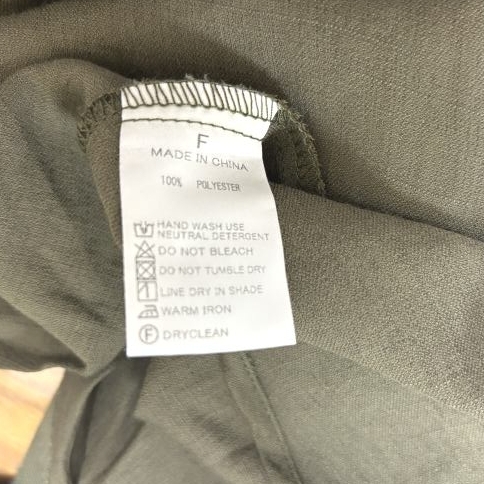 F
MADE IN CHINA
100% POLYESTER
HAND WASH USE
NEUTRAL DETERGENT
DO NOT BLEACH
DO NOT TUMBLE DRY
LINE DRY IN SHADE
WARM IRON
F DRYCLEAN